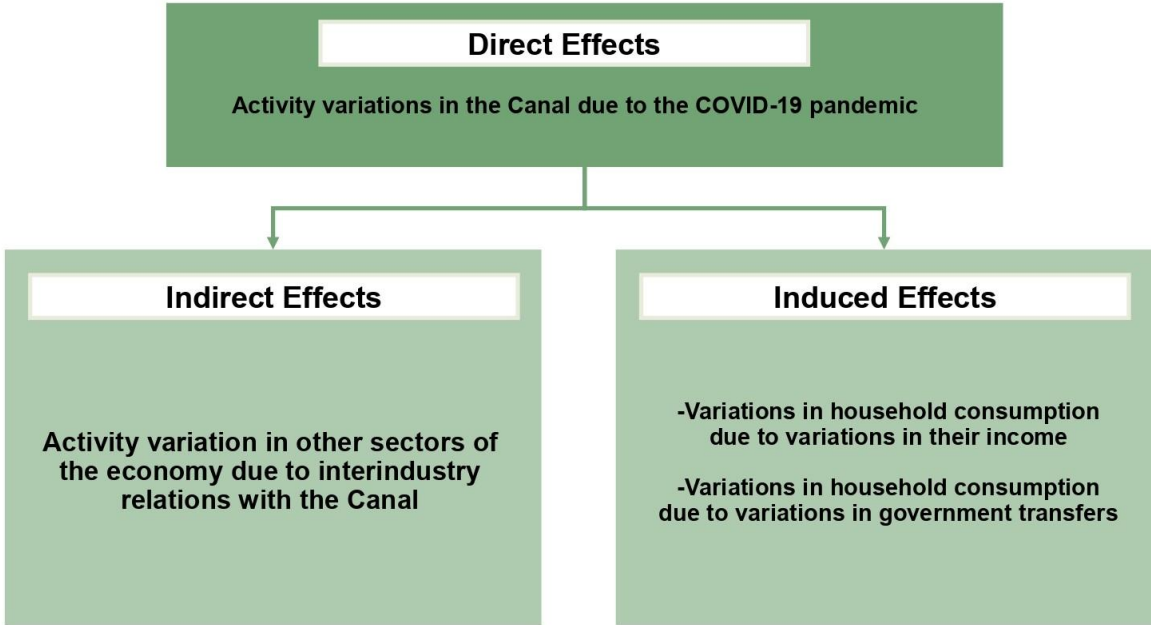 Direct Effects
Activity variations in the Canal due to the COVID-19 pandemic
Indirect Effects
Activity variation in other sectors of
the economy due to interindustry
relations with the Canal
Induced Effects
-Variations in household consumption
due to variations in their income
-Variations in household consumption
due to variations in government transfers